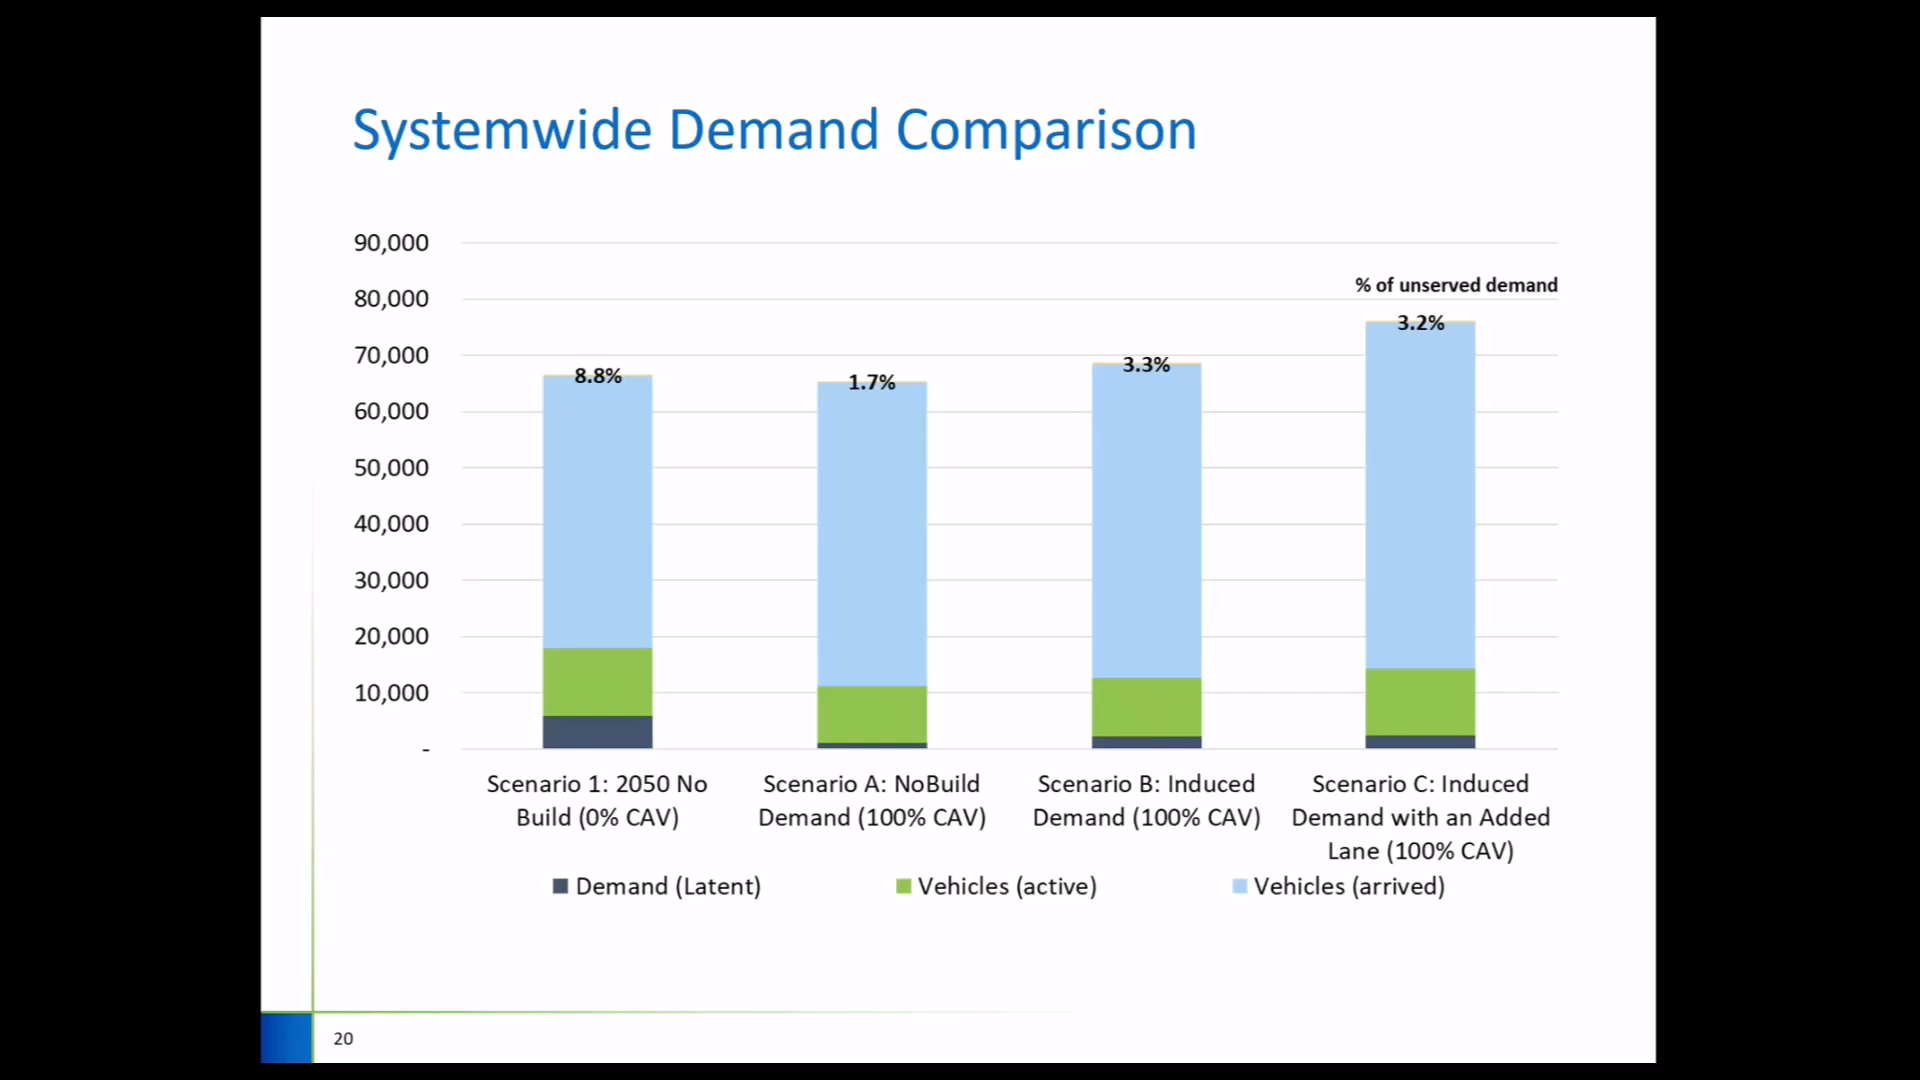 Systemwide Demand Comparison
90,000
80,000
70,000
60,000
50,000
40,000
30,000
20,000
10,000
-
% of unserved demand
8.8%
1.7%
3.3%
3.2%
Scenario 1: 2050 No
Build (0% CAV)
Scenario A: NoBuild
Demand (100% CAV)
Scenario B: Induced
Demand (100% CAV)
Scenario C: Induced
Demand with an Added
Lane (100% CAV)
Demand (Latent)
Vehicles (active)
Vehicles (arrived)
20